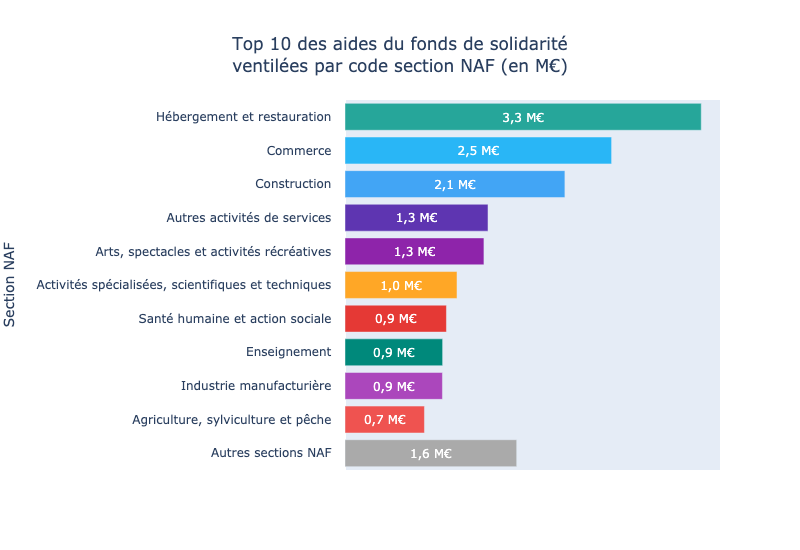 Top 10 des aides du fonds de solidarité
ventilées par code section NAF (en M€)
Section NAF
Hébergement et restauration 3,3 M€
Commerce 2,5 M€
Construction 2,1 M€
Autres activités de services 1,3 M€
Arts, spectacles et activités récréatives 1,3 M€
Activités spécialisées, scientifiques et techniques 1,0 M€
Santé humaine et action sociale 0,9 M€
Enseignement 0,9 M€
Industrie manufacturière 0,9 M€
Agriculture, sylviculture et pêche 0,7 M€
Autres sections NAF 1,6 M€